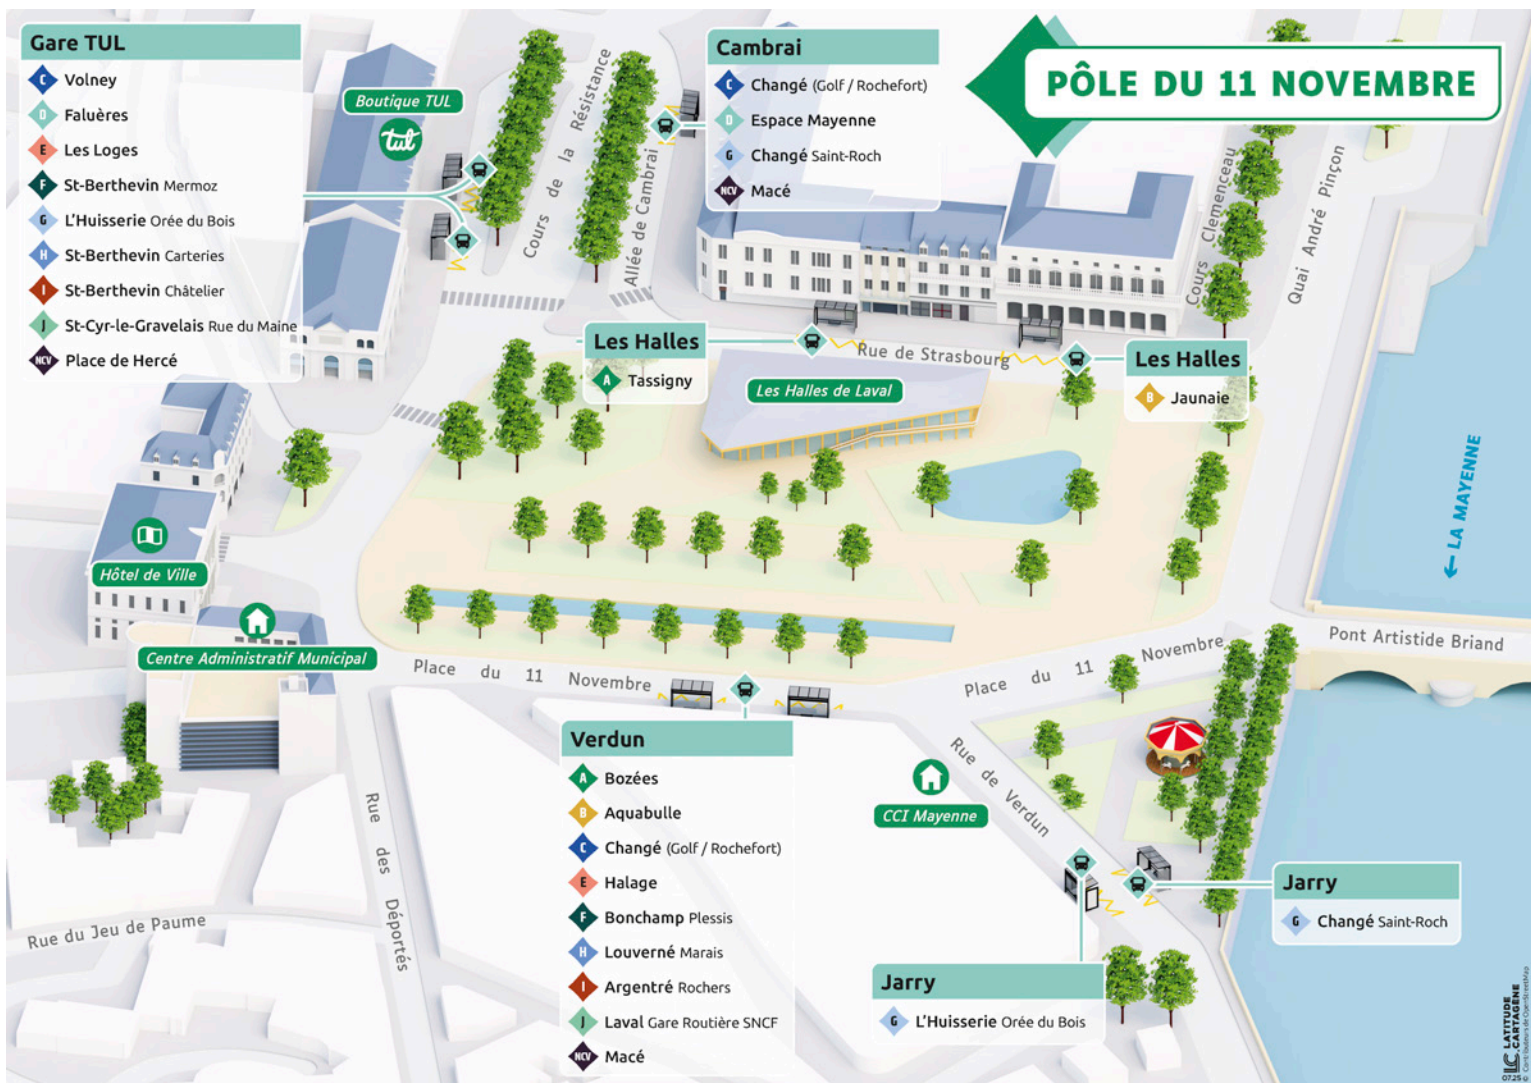 PÔLE DU 11 NOVEMBRE
Gare TUL
C Volney
D Faluères
E Les Loges
F St-Berthevin Mermoz
G L'Huisserie Orée du Bois
H St-Berthevin Carteries
I St-Berthevin Châtelier
J St-Cyr-le-Gravelais Rue du Maine
NCV Place de Hercé
Boutique TUL
tul
Cours de la Résistance
Allée de Cambrai
Cambrai
C Changé (Golf / Rochefort)
D Espace Mayenne
G Changé Saint-Roch
NCV Macé
Cours Clemenceau
Quai André Pinçon
Les Halles
A Tassigny
Rue de Strasbourg
Les Halles
B Jaunaie
Les Halles de Laval
← LA MAYENNE
Hôtel de Ville
Centre Administratif Municipal
Place du 11 Novembre
Place du 11 Novembre
Pont Artistide Briand
Verdun
A Bozées
B Aquabulle
C Changé (Golf / Rochefort)
E Halage
F Bonchamp Plessis
H Louverné Marais
I Argentré Rochers
J Laval Gare Routière SNCF
NCV Macé
Rue de Verdun
CCI Mayenne
Rue des Déportés
Rue du Jeu de Paume
Jarry
G Changé Saint-Roch
Jarry
G L'Huisserie Orée du Bois
LC LATITUDE
CARTAGÈNE
07.25 © Contributeurs de OpenStreetMap